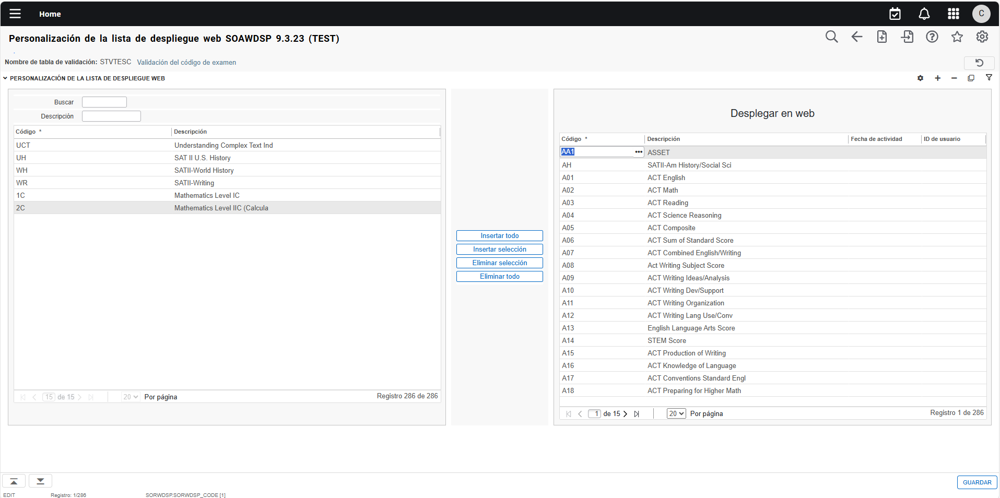 Home
C
Personalización de la lista de despliegue web SOAWDSP 9.3.23 (TEST)
Nombre de tabla de validación: STVTESC Validación del código de examen
PERSONALIZACIÓN DE LA LISTA DE DESPLIEGUE WEB
Buscar
Descripción
Código * Descripción
UCT Understanding Complex Text Ind
UH SAT II U.S. History
WH SATII-World History
WR SATII-Writing
1C Mathematics Level IC
2C Mathematics Level IIC (Calcula
15 de 15 20 Por página Registro 286 de 286
Insertar todo
Insertar selección
Eliminar selección
Eliminar todo
Desplegar en web
Código * Descripción Fecha de actividad ID de usuario
AA1 ASSET
AH SATII-Am History/Social Sci
A01 ACT English
A02 ACT Math
A03 ACT Reading
A04 ACT Science Reasoning
A05 ACT Composite
A06 ACT Sum of Standard Score
A07 ACT Combined English/Writing
A08 Act Writing Subject Score
A09 ACT Writing Ideas/Analysis
A10 ACT Writing Dev/Support
A11 ACT Writing Organization
A12 ACT Writing Lang Use/Conv
A13 English Language Arts Score
A14 STEM Score
A15 ACT Production of Writing
A16 ACT Knowledge of Language
A17 ACT Conventions Standard Engl
A18 ACT Preparing for Higher Math
1 de 15 20 Por página Registro 1 de 286
GUARDAR
EDIT Registro: 1/286 SORWDSP.SORWDSP_CODE [1]